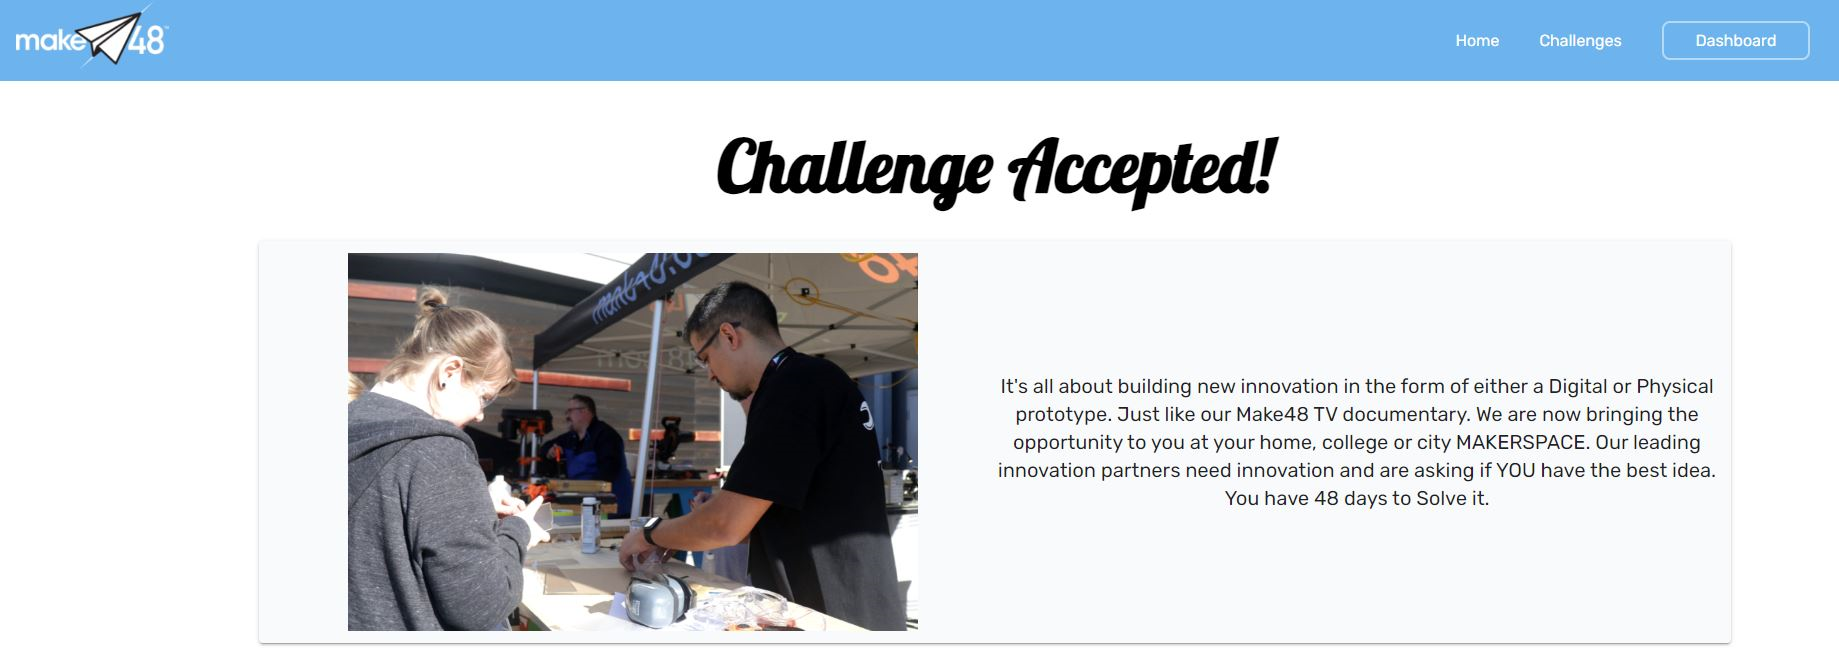 make48™
Home
Challenges
Dashboard
Challenge Accepted!
It's all about building new innovation in the form of either a Digital or Physical
prototype. Just like our Make48 TV documentary. We are now bringing the
opportunity to you at your home, college or city MAKERSPACE. Our leading
innovation partners need innovation and are asking if YOU have the best idea.
You have 48 days to Solve it.